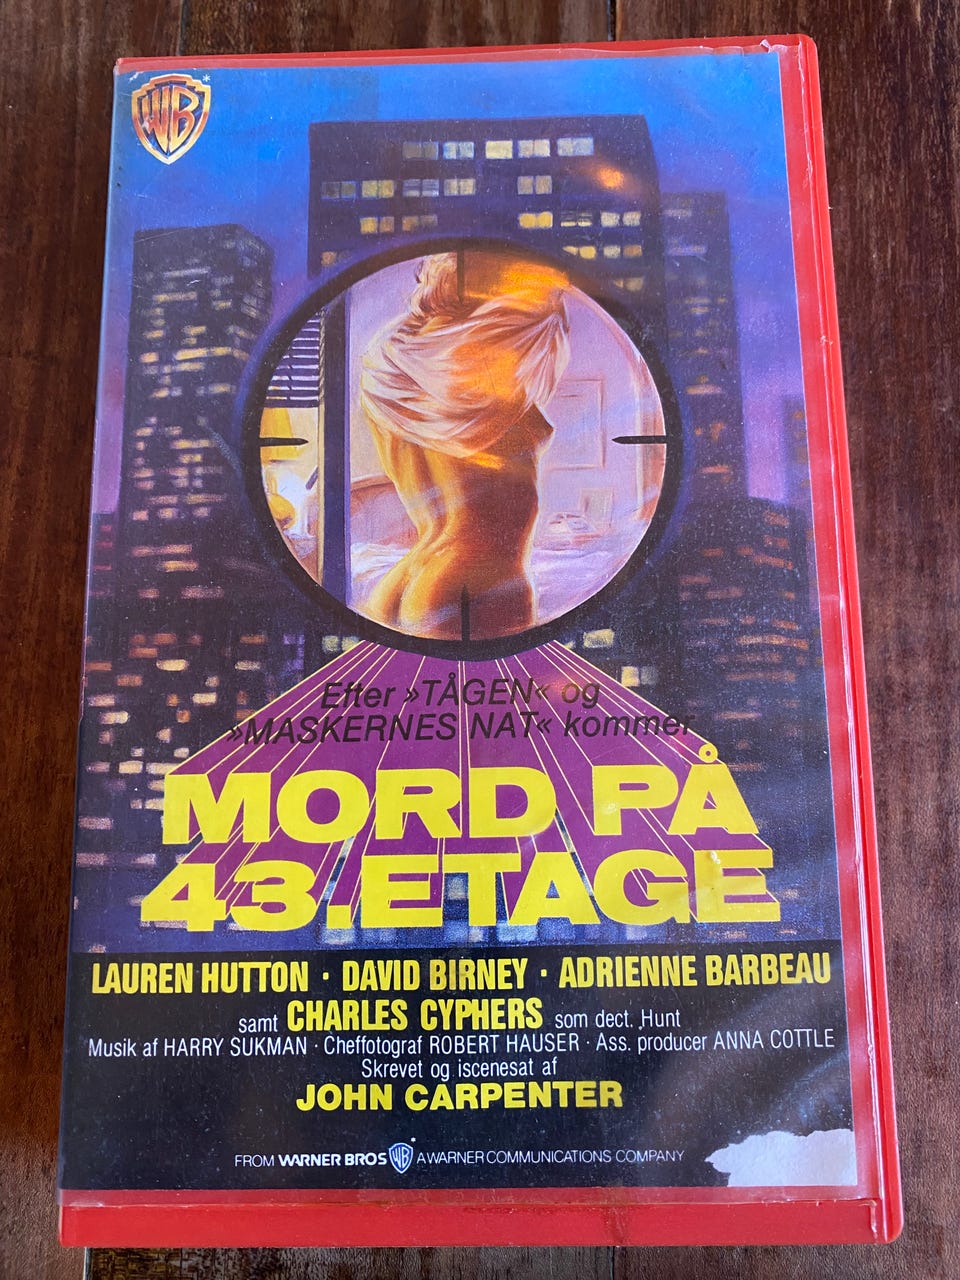 WB*
Efter »TÅGEN« og
»MASKERNES NAT« kommer
MORD PÅ
43.ETAGE
LAUREN HUTTON · DAVID BIRNEY · ADRIENNE BARBEAU
samt CHARLES CYPHERS som dect. Hunt
Musik af HARRY SUKMAN · Cheffotograf ROBERT HAUSER · Ass. producer ANNA COTTLE
Skrevet og iscenesat af
JOHN CARPENTER
FROM WARNER BROS WB* A WARNER COMMUNICATIONS COMPANY